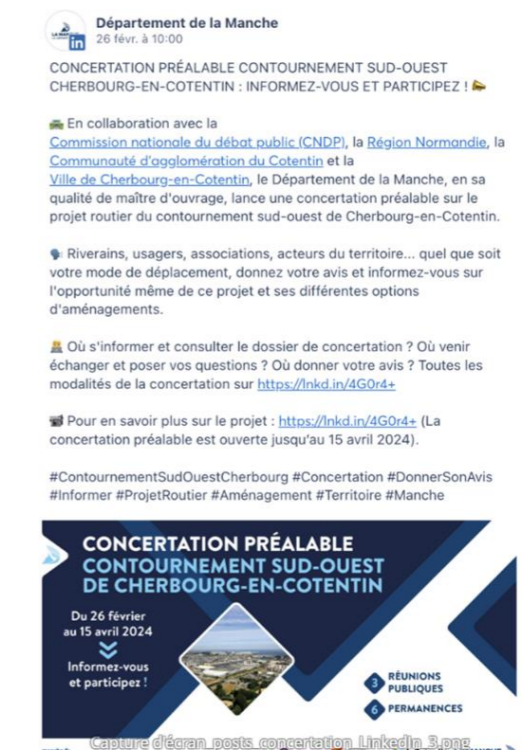 Département de la Manche
26 févr. à 10:00
CONCERTATION PRÉALABLE CONTOURNEMENT SUD-OUEST
CHERBOURG-EN-COTENTIN : INFORMEZ-VOUS ET PARTICIPEZ !
En collaboration avec la
Commission nationale du débat public (CNDP), la Région Normandie, la
Communauté d'agglomération du Cotentin et la
Ville de Cherbourg-en-Cotentin, le Département de la Manche, en sa
qualité de maître d'ouvrage, lance une concertation préalable sur le
projet routier du contournement sud-ouest de Cherbourg-en-Cotentin.
Riverains, usagers, associations, acteurs du territoire... quel que soit
votre mode de déplacement, donnez votre avis et informez-vous sur
l'opportunité même de ce projet et ses différentes options
d'aménagements.
Où s'informer et consulter le dossier de concertation ? Où venir
échanger et poser vos questions ? Où donner votre avis ? Toutes les
modalités de la concertation sur https://lnkd.in/4G0r4+
Pour en savoir plus sur le projet : https://lnkd.in/4G0r4+ (La
concertation préalable est ouverte jusqu'au 15 avril 2024).
#ContournementSudOuestCherbourg #Concertation #DonnerSonAvis
#Informer #ProjetRoutier #Aménagement #Territoire #Manche
CONCERTATION PRÉALABLE
CONTOURNEMENT SUD-OUEST
DE CHERBOURG-EN-COTENTIN
Du 26 février
au 15 avril 2024
Informez-vous
et participez !
3 RÉUNIONS
PUBLIQUES
6 PERMANENCES
Capture d'écran_posts_concertation_LinkedIn_3.png